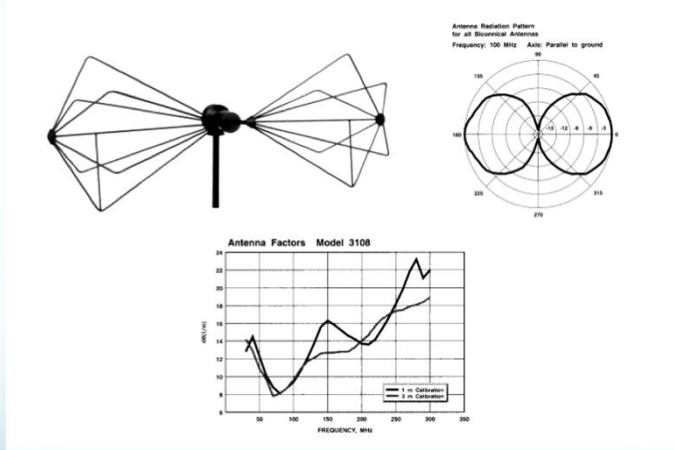 Antenna Radiation Pattern
for all Biconnical Antennas
Frequency: 100 MHz Axis: Parallel to ground
90
135 45
180 -15 -12 -9 -6 -3 0
225 315
270
Antenna Factors Model 3108
24
22
20
18
16
14
12
10
8
6
dB(1/m)
1 m Calibration
3 m Calibration
50 100 150 200 250 300 350
FREQUENCY, MHz